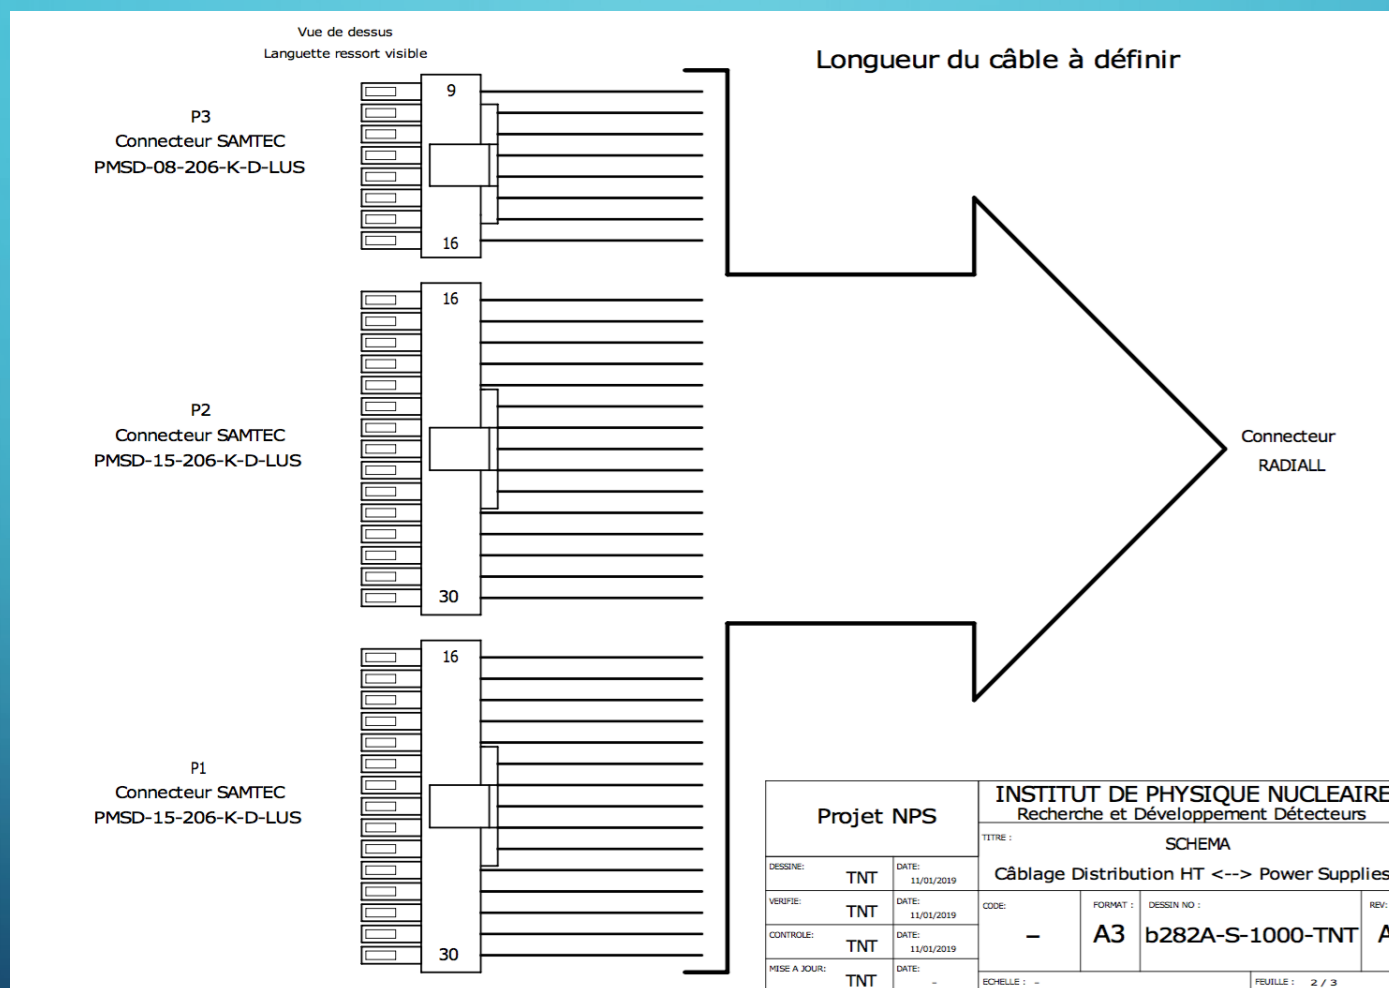 Vue de dessus
Languette ressort visible
Longueur du câble à définir
P3
Connecteur SAMTEC
PMSD-08-206-K-D-LUS
9
16
P2
Connecteur SAMTEC
PMSD-15-206-K-D-LUS
16
30
Connecteur
RADIALL
P1
Connecteur SAMTEC
PMSD-15-206-K-D-LUS
16
30
Projet NPS
INSTITUT DE PHYSIQUE NUCLEAIRE
Recherche et Développement Détecteurs
TITRE :
SCHEMA
Câblage Distribution HT <--> Power Supplies
DESSINE: TNT DATE: 11/01/2019
VERIFIE: TNT DATE: 11/01/2019
CONTROLE: TNT DATE: 11/01/2019
MISE A JOUR: TNT DATE: -
CODE: -
FORMAT : A3
DESSIN NO : b282A-S-1000-TNT
REV: A
ECHELLE : -
FEUILLE : 2 / 3